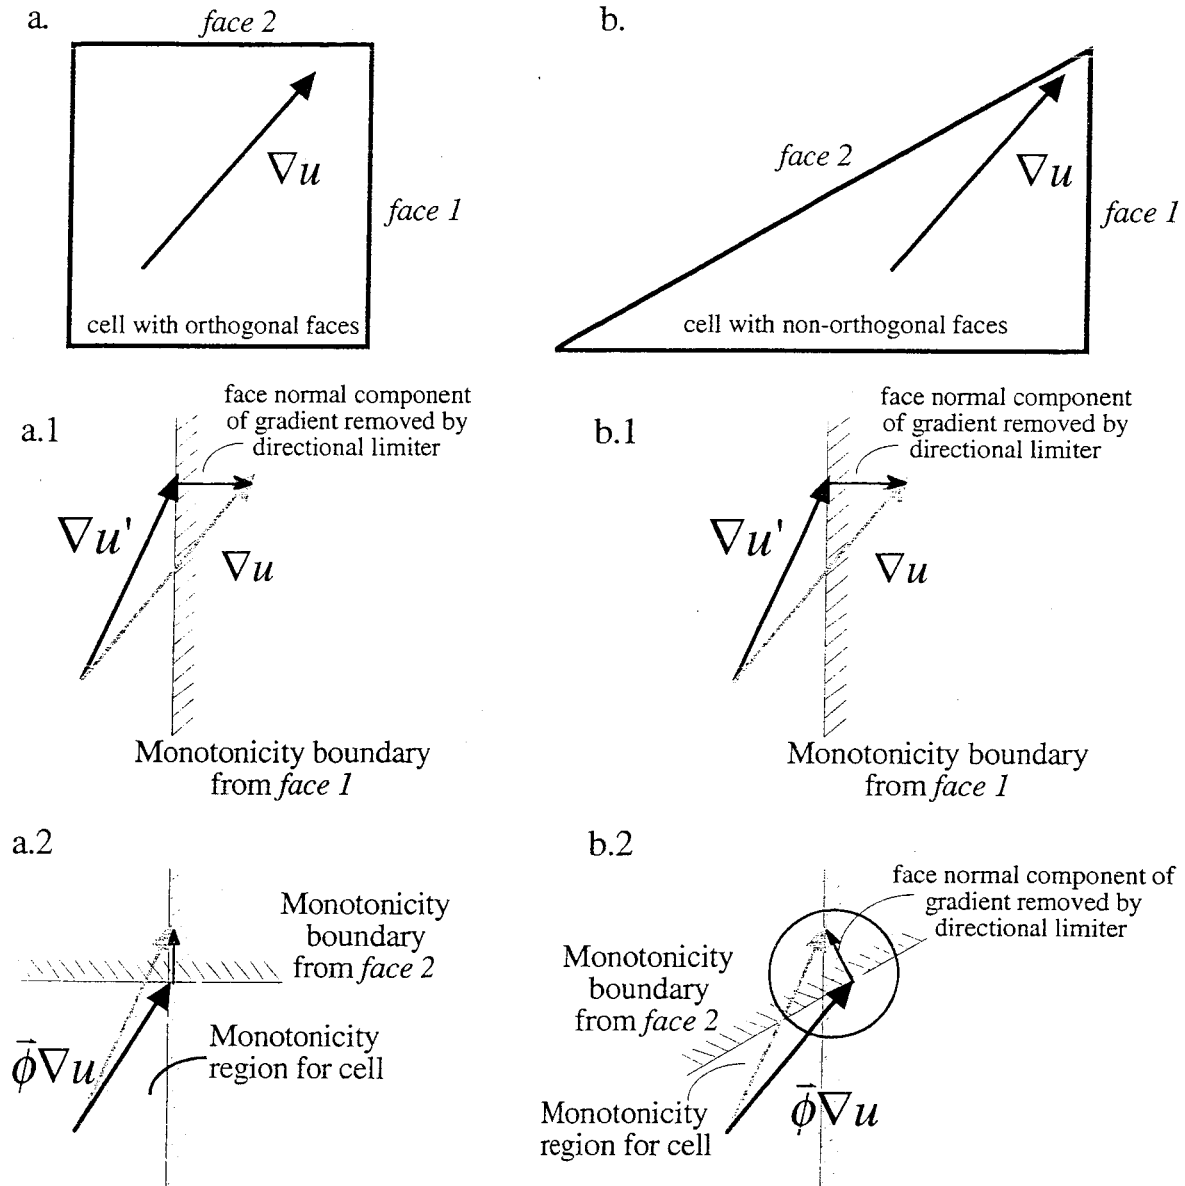 a.
face 2
∇u
face 1
cell with orthogonal faces
b.
face 2
∇u
face 1
cell with non-orthogonal faces
a.1
face normal component
of gradient removed by
directional limiter
∇u'
∇u
Monotonicity boundary
from face 1
b.1
face normal component
of gradient removed by
directional limiter
∇u'
∇u
Monotonicity boundary
from face 1
a.2
Monotonicity
boundary
from face 2
Monotonicity
region for cell
ϕ⃗∇u
b.2
face normal component of
gradient removed by
directional limiter
Monotonicity
boundary
from face 2
Monotonicity
region for cell
ϕ⃗∇u